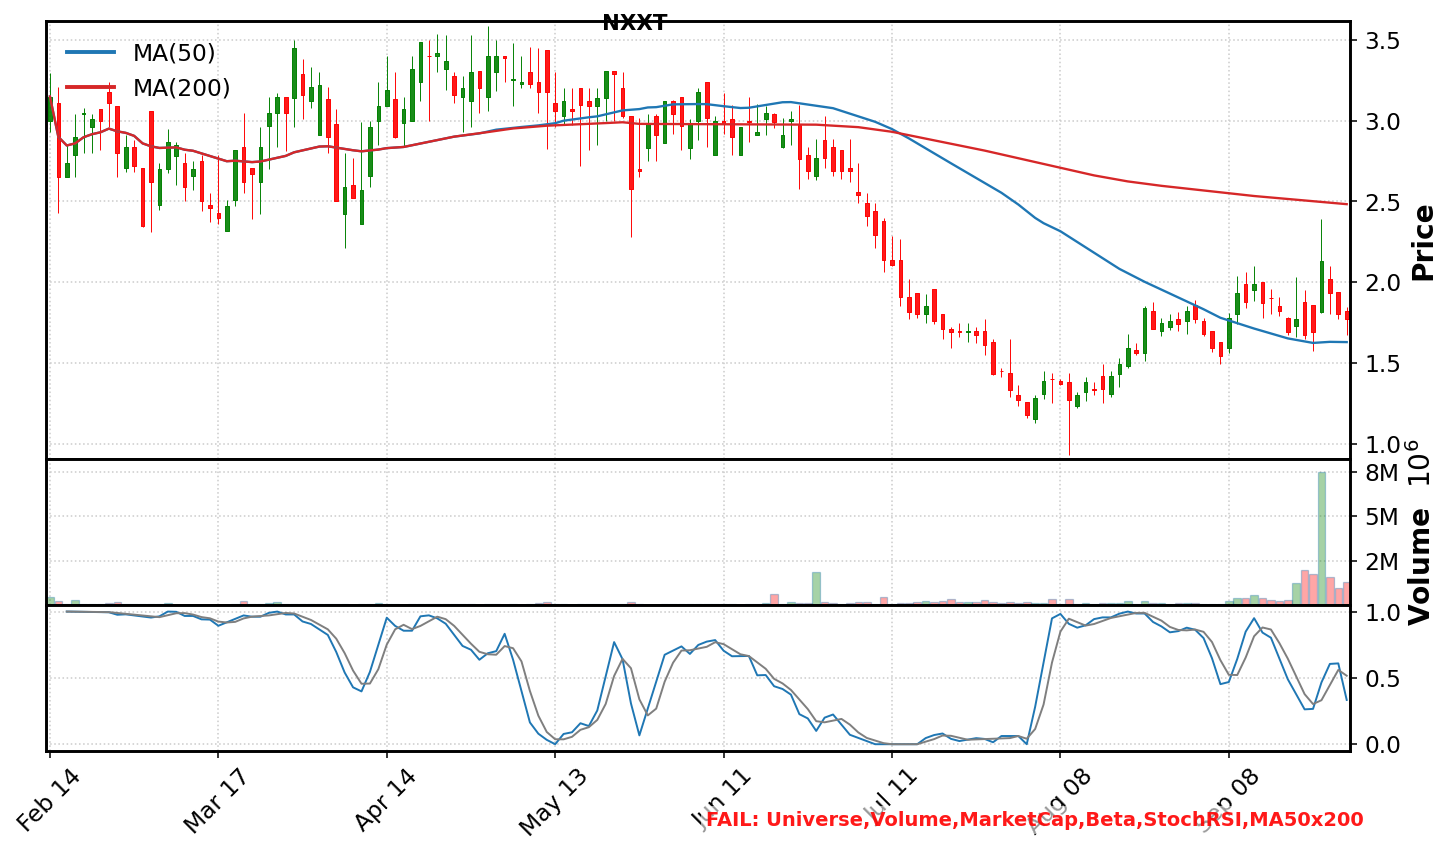 NXXT
MA(50)
MA(200)
3.5
3.0
2.5
2.0
1.5
1.0
Price
8M
5M
2M
Volume 10^6
1.0
0.5
0.0
Feb 14
Mar 17
Apr 14
May 13
Jun 11
Jul 11
Aug 08
Sep 08
FAIL: Universe,Volume,MarketCap,Beta,StochRSI,MA50x200